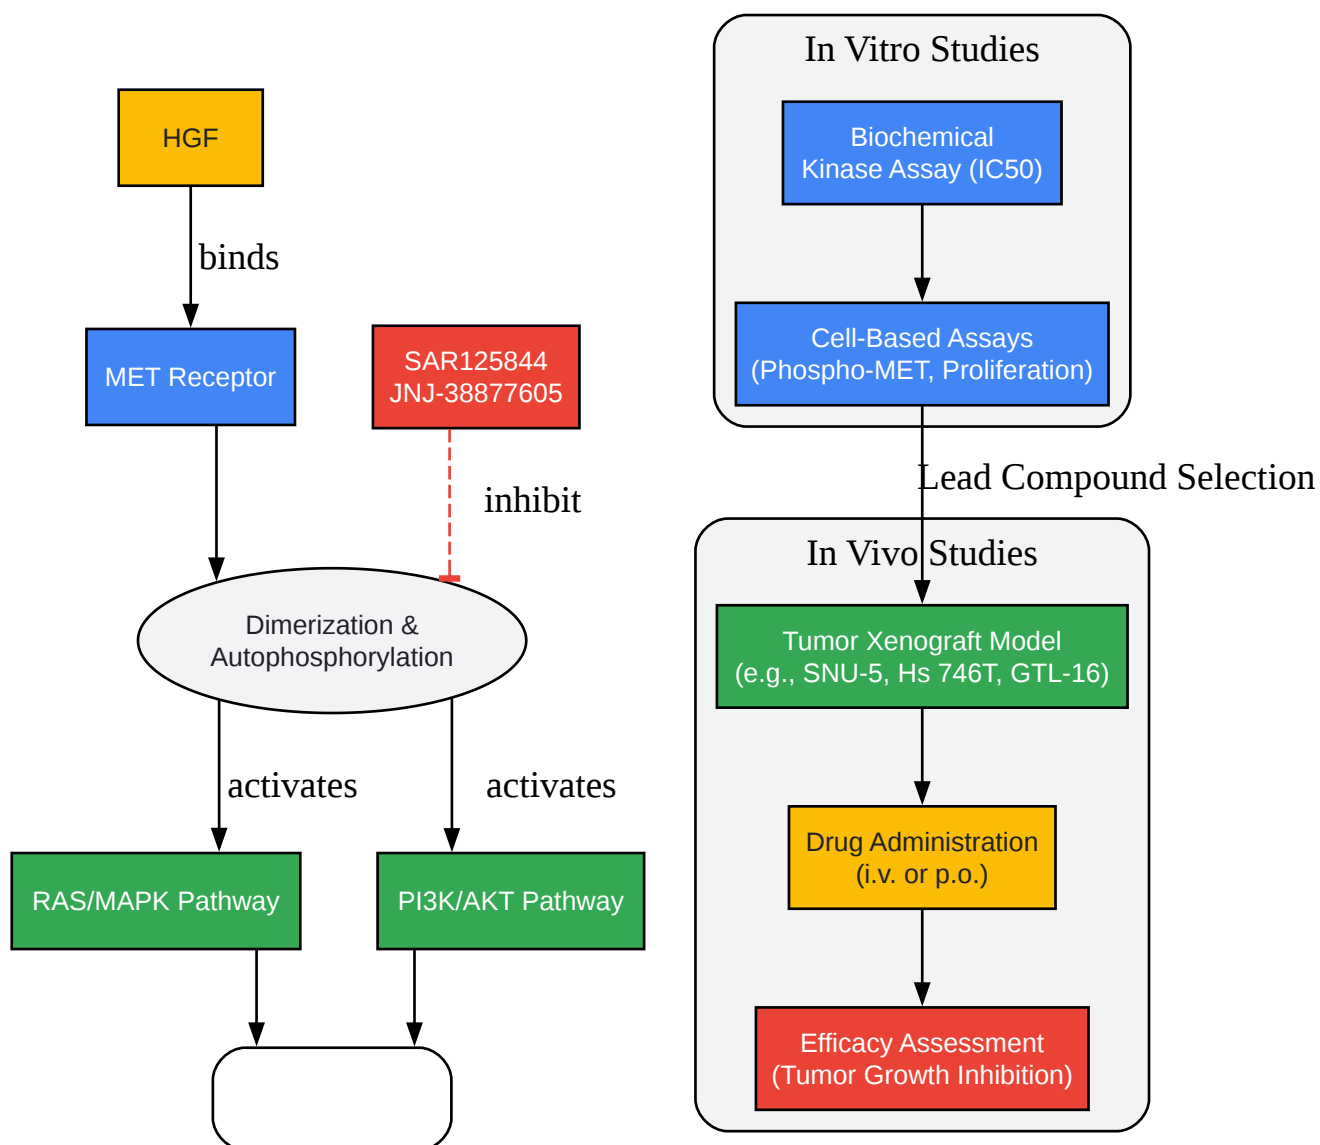 HGF
binds
MET Receptor
SAR125844
JNJ-38877605
inhibit
Dimerization &
Autophosphorylation
activates
activates
RAS/MAPK Pathway
PI3K/AKT Pathway
In Vitro Studies
Biochemical
Kinase Assay (IC50)
Cell-Based Assays
(Phospho-MET, Proliferation)
Lead Compound Selection
In Vivo Studies
Tumor Xenograft Model
(e.g., SNU-5, Hs 746T, GTL-16)
Drug Administration
(i.v. or p.o.)
Efficacy Assessment
(Tumor Growth Inhibition)